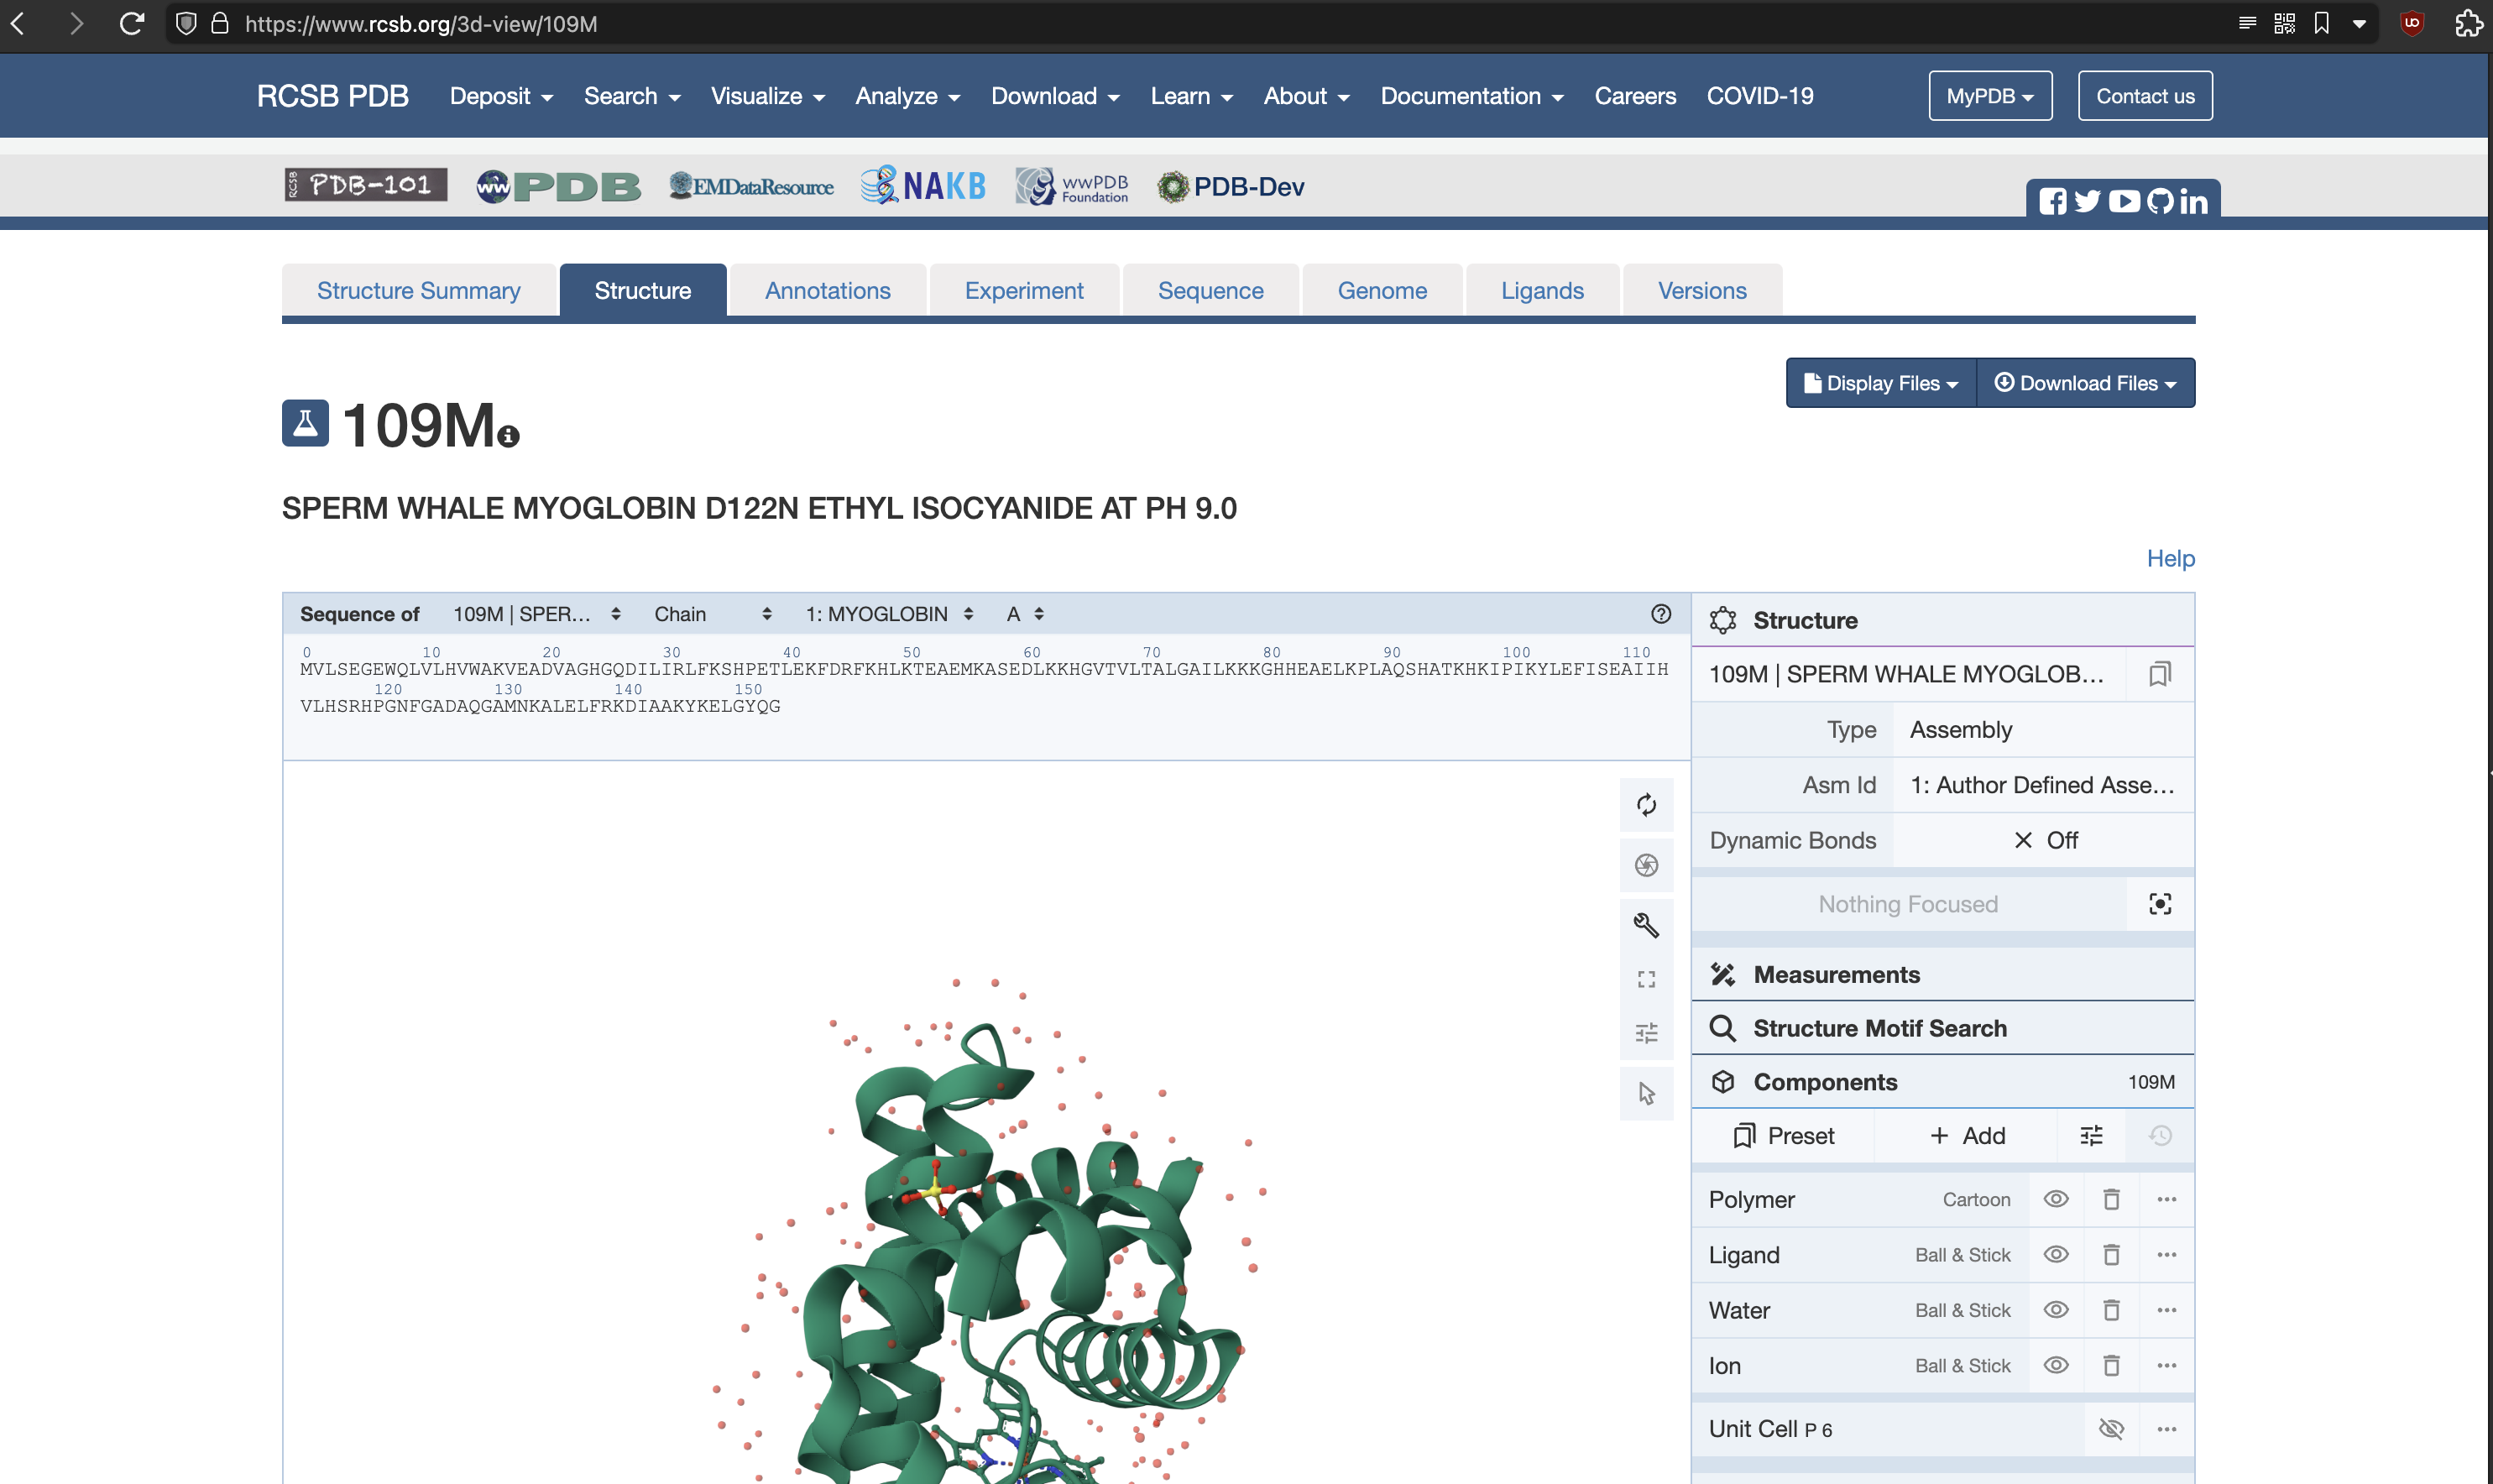 https://www.rcsb.org/3d-view/109M
RCSB PDB Deposit Search Visualize Analyze Download Learn About Documentation Careers COVID-19 MyPDB Contact us
RCSB PDB-101 wwPDB EMDataResource NAKB wwPDB Foundation PDB-Dev
Structure Summary Structure Annotations Experiment Sequence Genome Ligands Versions
Display Files Download Files
109M
SPERM WHALE MYOGLOBIN D122N ETHYL ISOCYANIDE AT PH 9.0
Help
Sequence of 109M | SPER... Chain 1: MYOGLOBIN A
0 10 20 30 40 50 60 70 80 90 100 110
MVLSEGEWQLVLHVWAKVEADVAGHGQDILIRLFKSHPETLEKFDRFKHLKTEAEMKASEDLKKHGVTVLTALGAILKKKGHHEAELKPLAQSHATKHKIPIKYLEFISEAIIH
120 130 140 150
VLHSRHPGNFGADAQGAMNKALELFRKDIAAKYKELGYQG
Structure
109M | SPERM WHALE MYOGLOB...
Type Assembly
Asm Id 1: Author Defined Asse...
Dynamic Bonds Off
Nothing Focused
Measurements
Structure Motif Search
Components 109M
Preset Add
Polymer Cartoon
Ligand Ball & Stick
Water Ball & Stick
Ion Ball & Stick
Unit Cell P 6